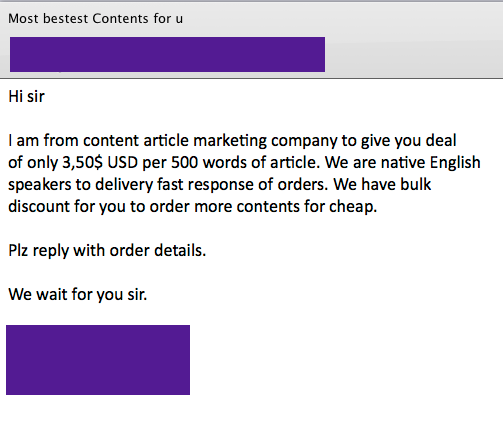 Most bestest Contents for u
Hi sir
I am from content article marketing company to give you deal
of only 3,50$ USD per 500 words of article. We are native English
speakers to delivery fast response of orders. We have bulk
discount for you to order more contents for cheap.
Plz reply with order details.
We wait for you sir.